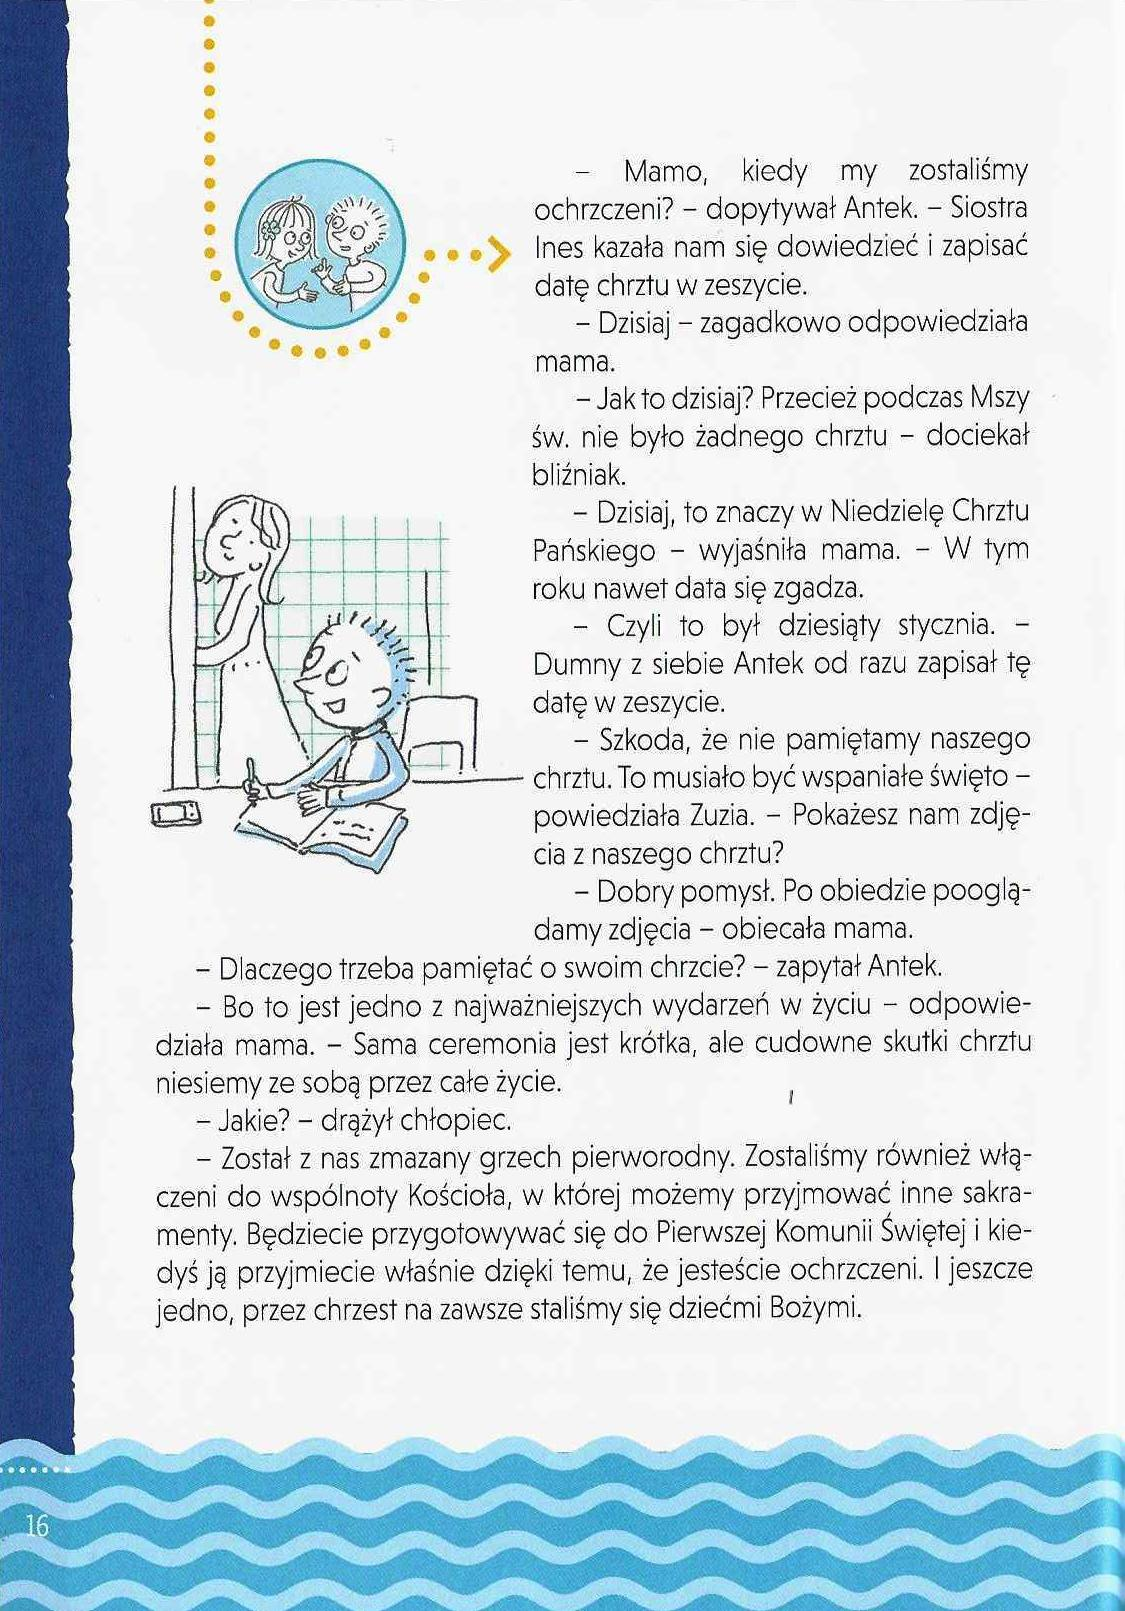 – Mamo, kiedy my zostaliśmy
ochrzczeni? – dopytywał Antek. – Siostra
Ines kazała nam się dowiedzieć i zapisać
datę chrztu w zeszycie.
– Dzisiaj – zagadkowo odpowiedziała
mama.
– Jak to dzisiaj? Przecież podczas Mszy
św. nie było żadnego chrztu – dociekał
bliźniak.
– Dzisiaj, to znaczy w Niedzielę Chrztu
Pańskiego – wyjaśniła mama. – W tym
roku nawet data się zgadza.
– Czyli to był dziesiąty stycznia. –
Dumny z siebie Antek od razu zapisał tę
datę w zeszycie.
– Szkoda, że nie pamiętamy naszego
chrztu. To musiało być wspaniałe święto –
powiedziała Zuzia. – Pokażesz nam zdję-
cia z naszego chrztu?
– Dobry pomysł. Po obiedzie pooglą-
damy zdjęcia – obiecała mama.
– Dlaczego trzeba pamiętać o swoim chrzcie? – zapytał Antek.
– Bo to jest jedno z najważniejszych wydarzeń w życiu – odpowie-
działa mama. – Sama ceremonia jest krótka, ale cudowne skutki chrztu
niesiemy ze sobą przez całe życie.
– Jakie? – drążył chłopiec.
– Został z nas zmazany grzech pierworodny. Zostaliśmy również włą-
czeni do wspólnoty Kościoła, w której możemy przyjmować inne sakra-
menty. Będziecie przygotowywać się do Pierwszej Komunii Świętej i kie-
dyś ją przyjmiecie właśnie dzięki temu, że jesteście ochrzczeni. I jeszcze
jedno, przez chrzest na zawsze staliśmy się dziećmi Bożymi.
16